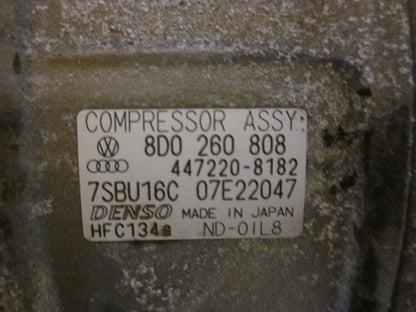 COMPRESSOR ASSY.
8D0 260 808
447220-8182
7SBU16C 07E22047
DENSO MADE IN JAPAN
HFC134a ND-OIL8